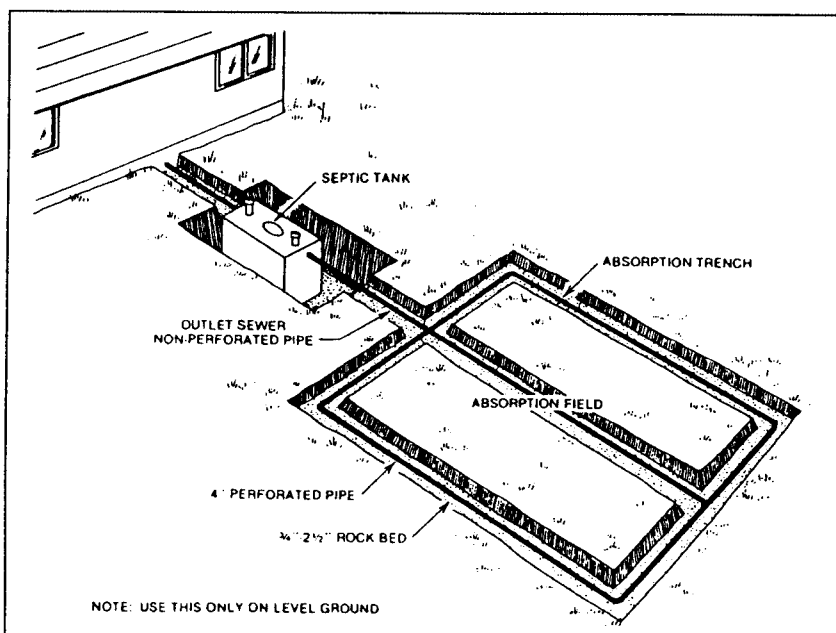 SEPTIC TANK
ABSORPTION TRENCH
OUTLET SEWER
NON-PERFORATED PIPE
ABSORPTION FIELD
4" PERFORATED PIPE
¾" 2½" ROCK BED
NOTE: USE THIS ONLY ON LEVEL GROUND